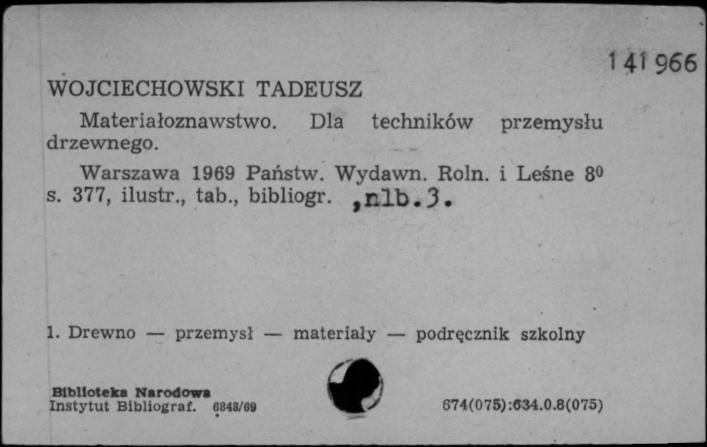 141966
WOJCIECHOWSKI TADEUSZ
Materiałoznawstwo. Dla techników przemysłu
drzewnego.
Warszawa 1969 Państw. Wydawn. Roln. i Leśne 8⁰
s. 377, ilustr., tab., bibliogr. ,nlb.3.
1. Drewno — przemysł — materiały — podręcznik szkolny
Biblioteka Narodowa
Instytut Bibliograf. 6848/69
674(075):634.0.8(075)